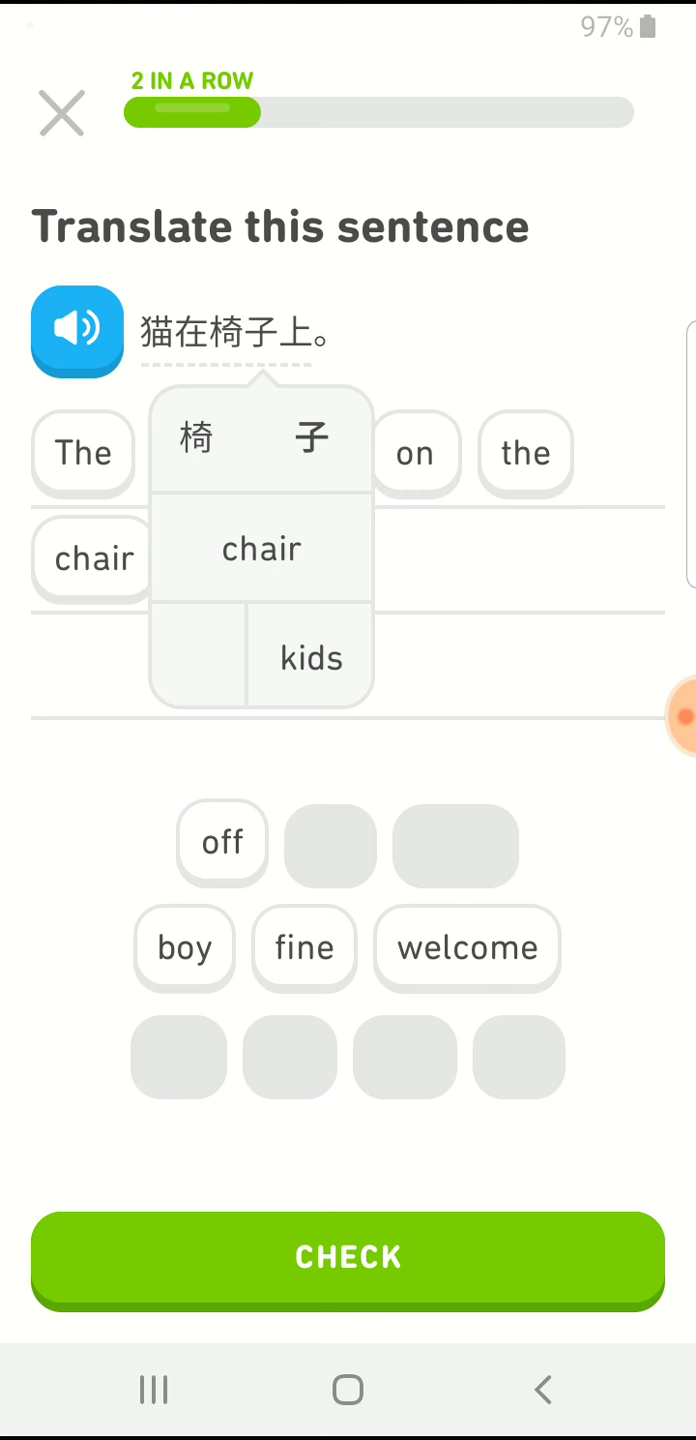 97%
2 IN A ROW
Translate this sentence
猫在椅子上。
The on the
椅 子
chair chair
kids
off
boy fine welcome
CHECK